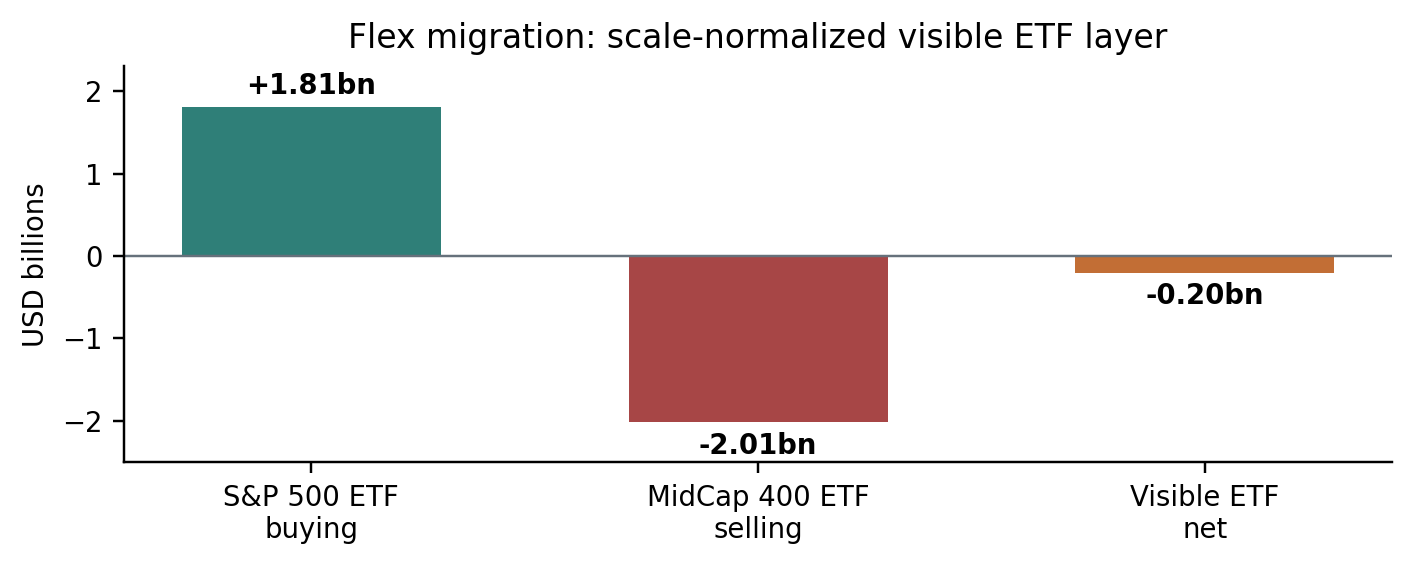 Flex migration: scale-normalized visible ETF layer
USD billions
2
1
0
−1
−2
+1.81bn
-2.01bn
-0.20bn
S&P 500 ETF
buying
MidCap 400 ETF
selling
Visible ETF
net